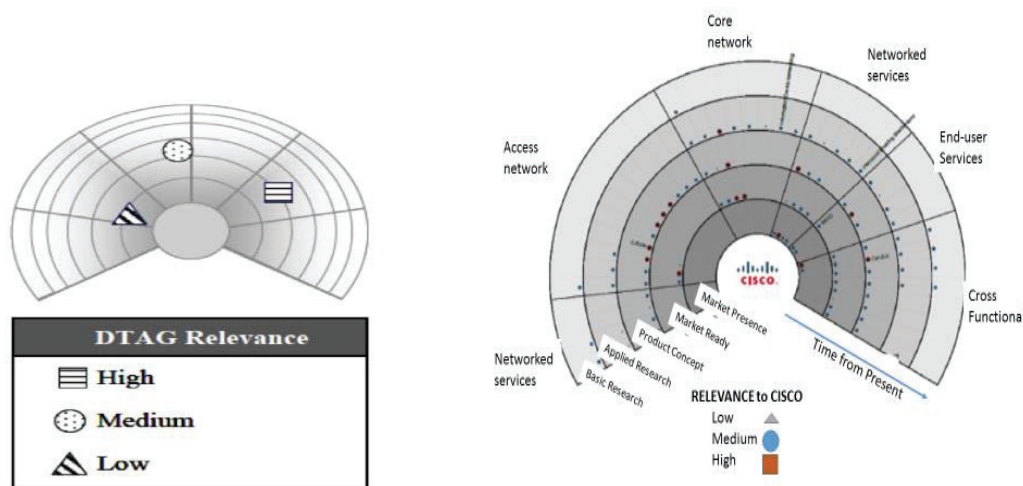 DTAG Relevance
High
Medium
Low
Core
network
Networked
services
Access
network
End-user
Services
Cross
Functiona
Networked
services
CISCO
Market Presence
Market Ready
Product Concept
Applied Research
Basic Research
Time from Present
RELEVANCE to CISCO
Low
Medium
High